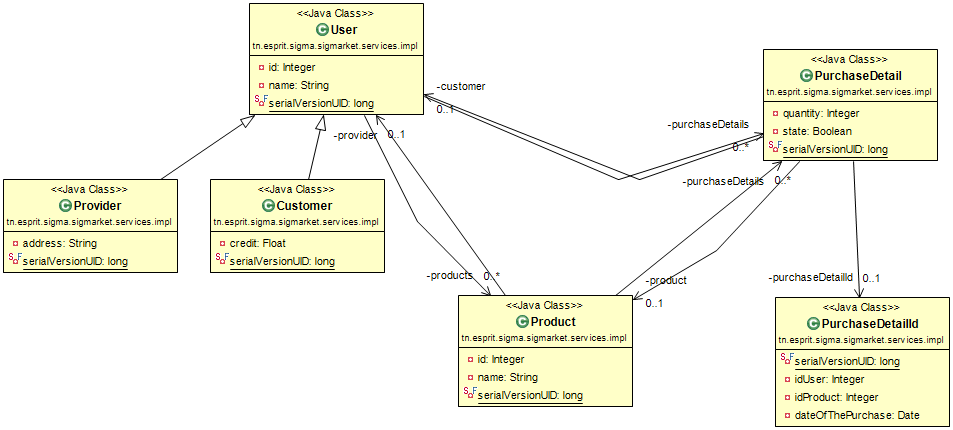 <<Java Class>>
User
tn.esprit.sigma.sigmarket.services.impl
id: Integer
name: String
serialVersionUID: long
<<Java Class>>
PurchaseDetail
tn.esprit.sigma.sigmarket.services.impl
quantity: Integer
state: Boolean
serialVersionUID: long
-customer
0..1
-purchaseDetails
0..*
-provider
0..1
-purchaseDetails
0..*
<<Java Class>>
Provider
tn.esprit.sigma.sigmarket.services.impl
address: String
serialVersionUID: long
<<Java Class>>
Customer
tn.esprit.sigma.sigmarket.services.impl
credit: Float
serialVersionUID: long
-products
0..*
-product
0..1
-purchaseDetailId
0..1
<<Java Class>>
Product
tn.esprit.sigma.sigmarket.services.impl
id: Integer
name: String
serialVersionUID: long
<<Java Class>>
PurchaseDetailId
tn.esprit.sigma.sigmarket.services.impl
serialVersionUID: long
idUser: Integer
idProduct: Integer
dateOfThePurchase: Date